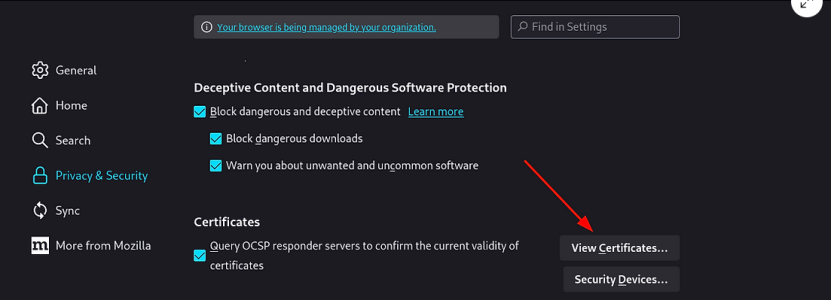 Your browser is being managed by your organization.
Find in Settings
General
Home
Search
Privacy & Security
Sync
m More from Mozilla
Deceptive Content and Dangerous Software Protection
Block dangerous and deceptive content Learn more
Block dangerous downloads
Warn you about unwanted and uncommon software
Certificates
Query OCSP responder servers to confirm the current validity of
certificates
View Certificates...
Security Devices...